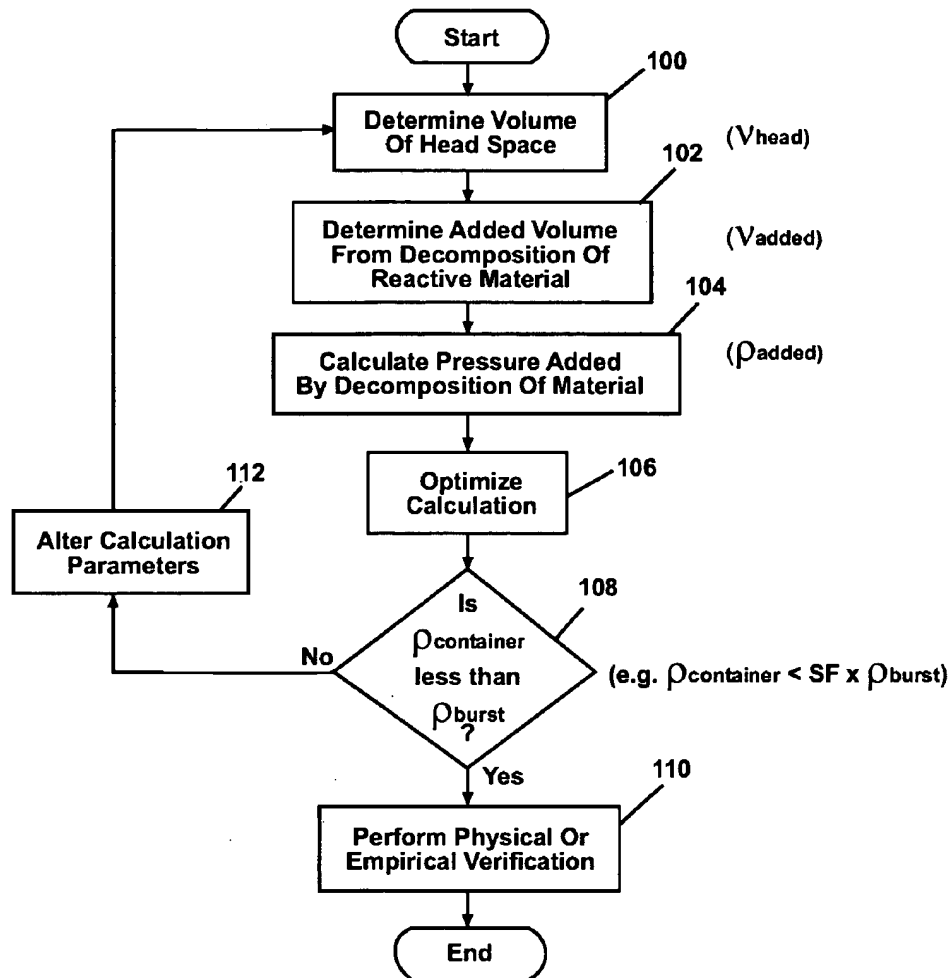 Start
100
Determine Volume
Of Head Space
(Vhead)
102
Determine Added Volume
From Decomposition Of
Reactive Material
(Vadded)
104
Calculate Pressure Added
By Decomposition Of Material
(ρadded)
106
Optimize
Calculation
112
Alter Calculation
Parameters
108
Is
ρcontainer
less than
ρburst
?
No
(e.g. ρcontainer < SF x ρburst)
Yes
110
Perform Physical Or
Empirical Verification
End